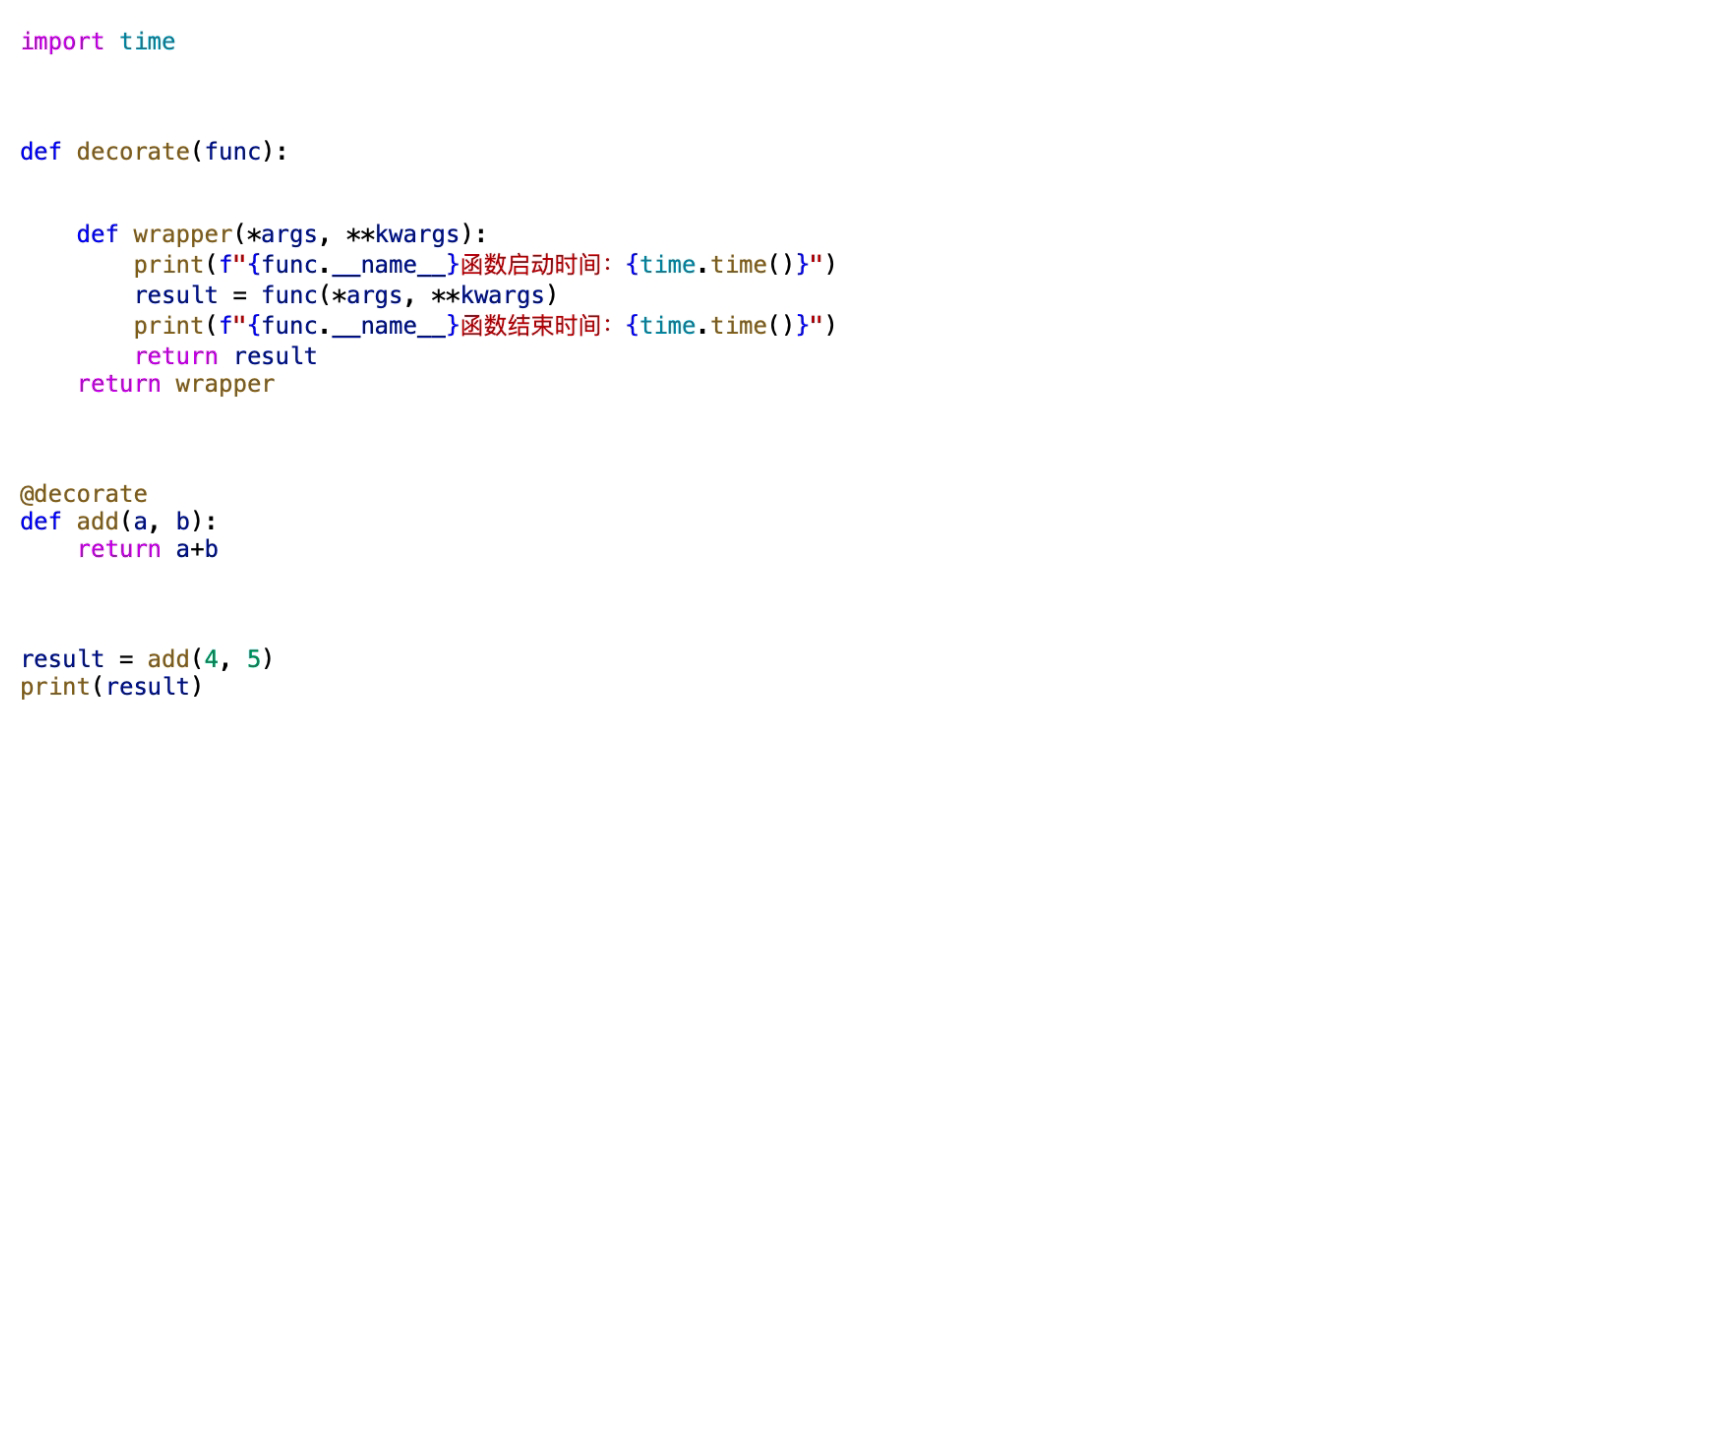 import time
def decorate(func):
    def wrapper(*args, **kwargs):
        print(f"{func.__name__}函数启动时间：{time.time()}")
        result = func(*args, **kwargs)
        print(f"{func.__name__}函数结束时间：{time.time()}")
        return result
    return wrapper
@decorate
def add(a, b):
    return a+b
result = add(4, 5)
print(result)